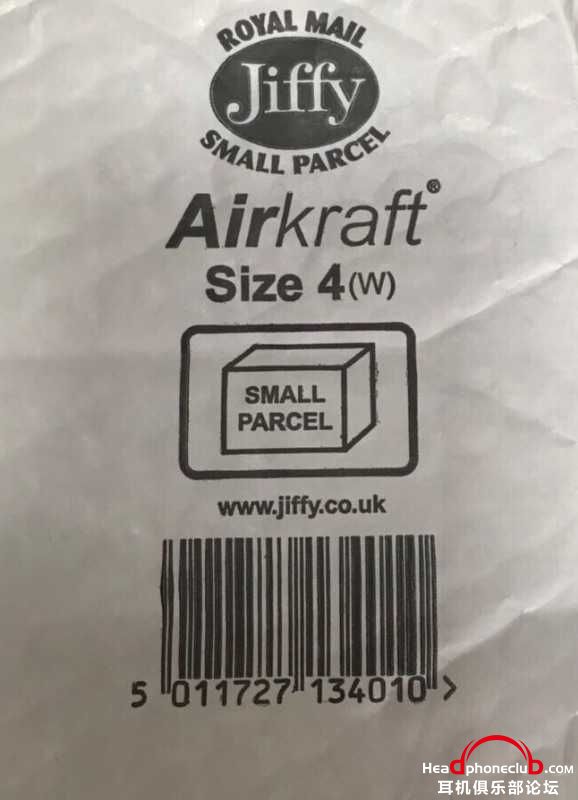 ROYAL MAIL
Jiffy
SMALL PARCEL
Airkraft®
Size 4(W)
SMALL
PARCEL
www.jiffy.co.uk
5 011727 134010 >
Headphoneclub.com
耳机俱乐部论坛